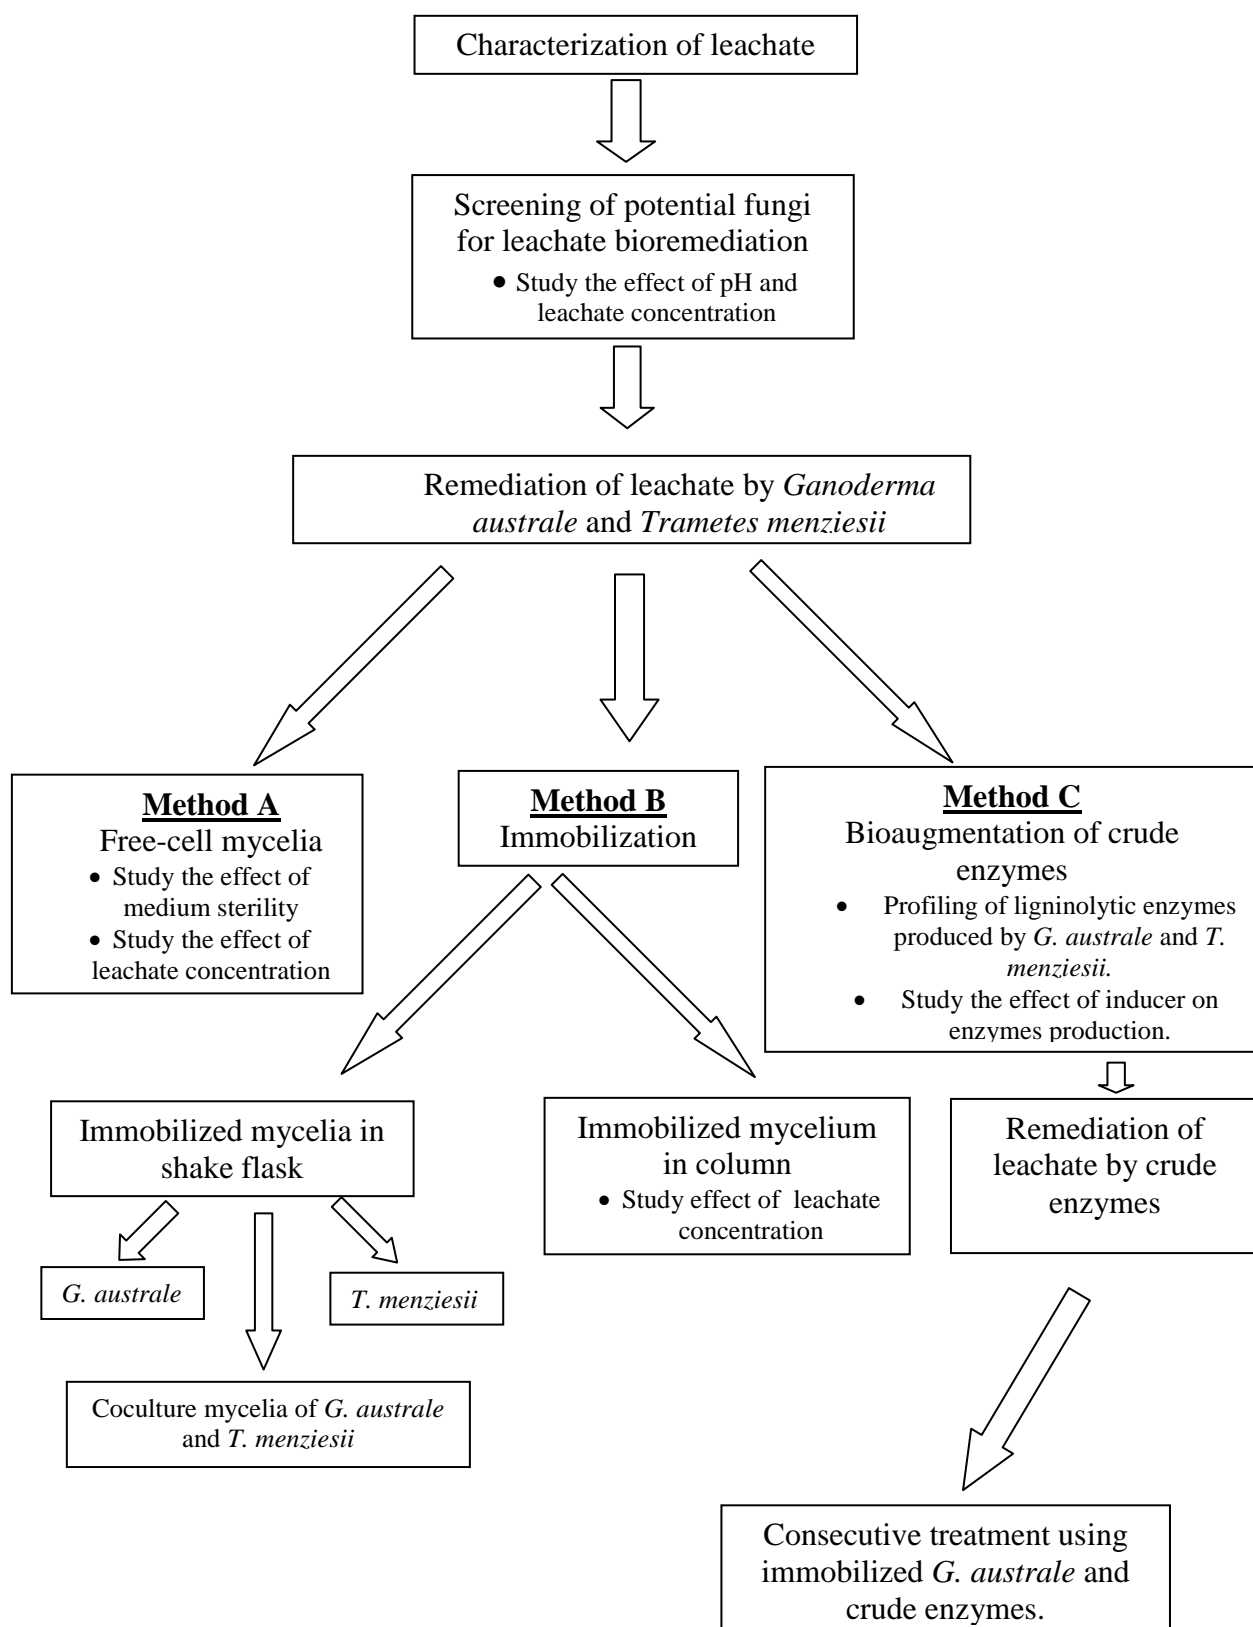 Characterization of leachate
Screening of potential fungi
for leachate bioremediation
• Study the effect of pH and
leachate concentration
Remediation of leachate by Ganoderma
australe and Trametes menziesii
Method A
Free-cell mycelia
• Study the effect of
medium sterility
• Study the effect of
leachate concentration
Method B
Immobilization
Method C
Bioaugmentation of crude
enzymes
• Profiling of ligninolytic enzymes
produced by G. australe and T.
menziesii.
• Study the effect of inducer on
enzymes production.
Immobilized mycelia in
shake flask
Immobilized mycelium
in column
• Study effect of leachate
concentration
Remediation of
leachate by crude
enzymes
G. australe
T. menziesii
Coculture mycelia of G. australe
and T. menziesii
Consecutive treatment using
immobilized G. australe and
crude enzymes.